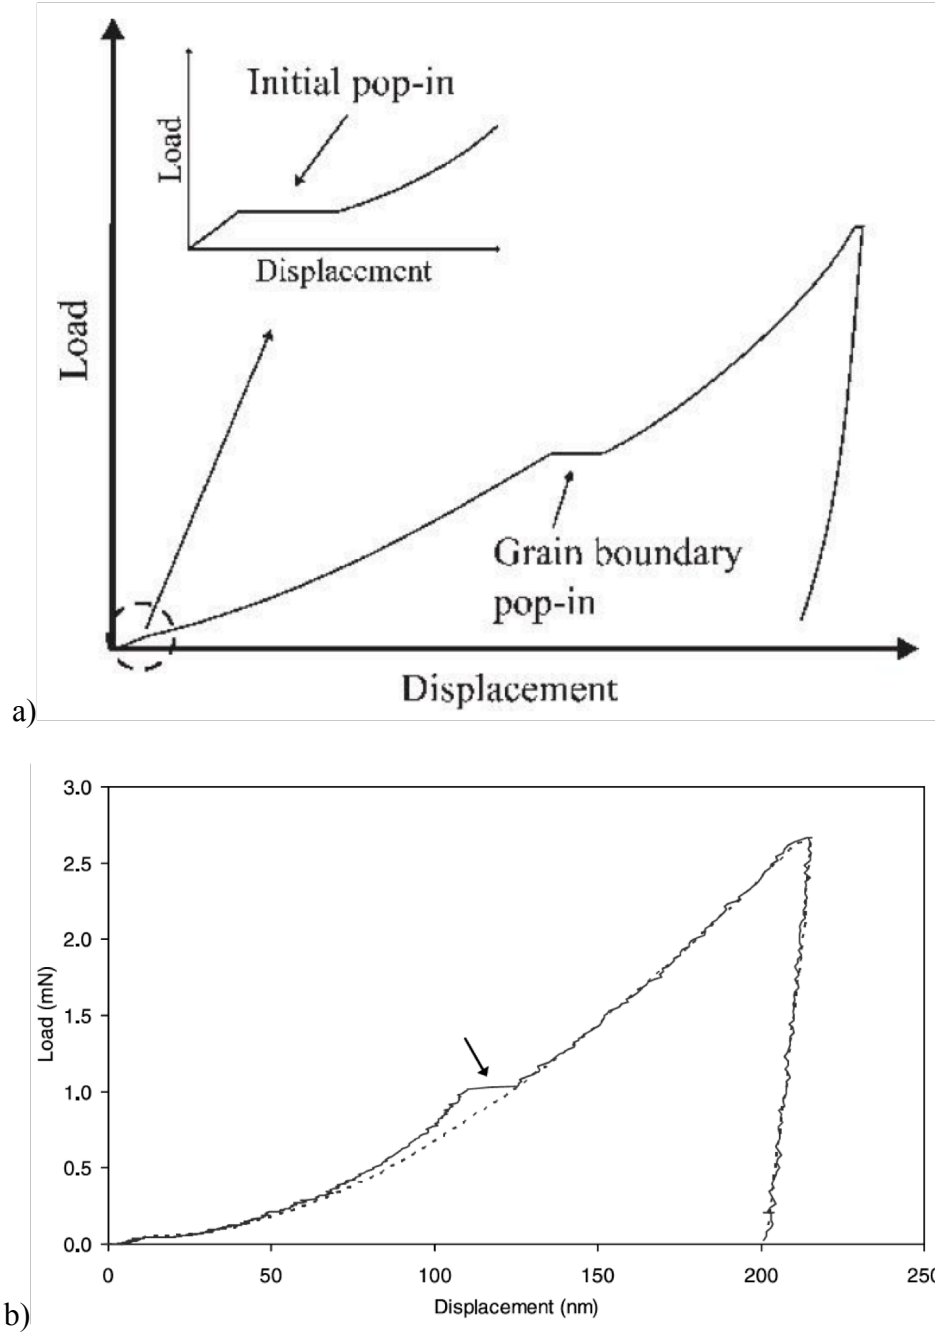 Initial pop-in
Load
Displacement
Load
Grain boundary
pop-in
Displacement
a)
3.0
2.5
2.0
1.5
1.0
0.5
0.0
Load (mN)
0 50 100 150 200 250
Displacement (nm)
b)